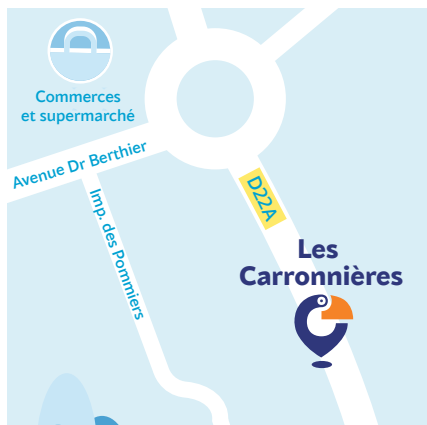 Commerces
et supermarché
Avenue Dr Berthier
Imp. des Pommiers
D22A
Les
Carronnières